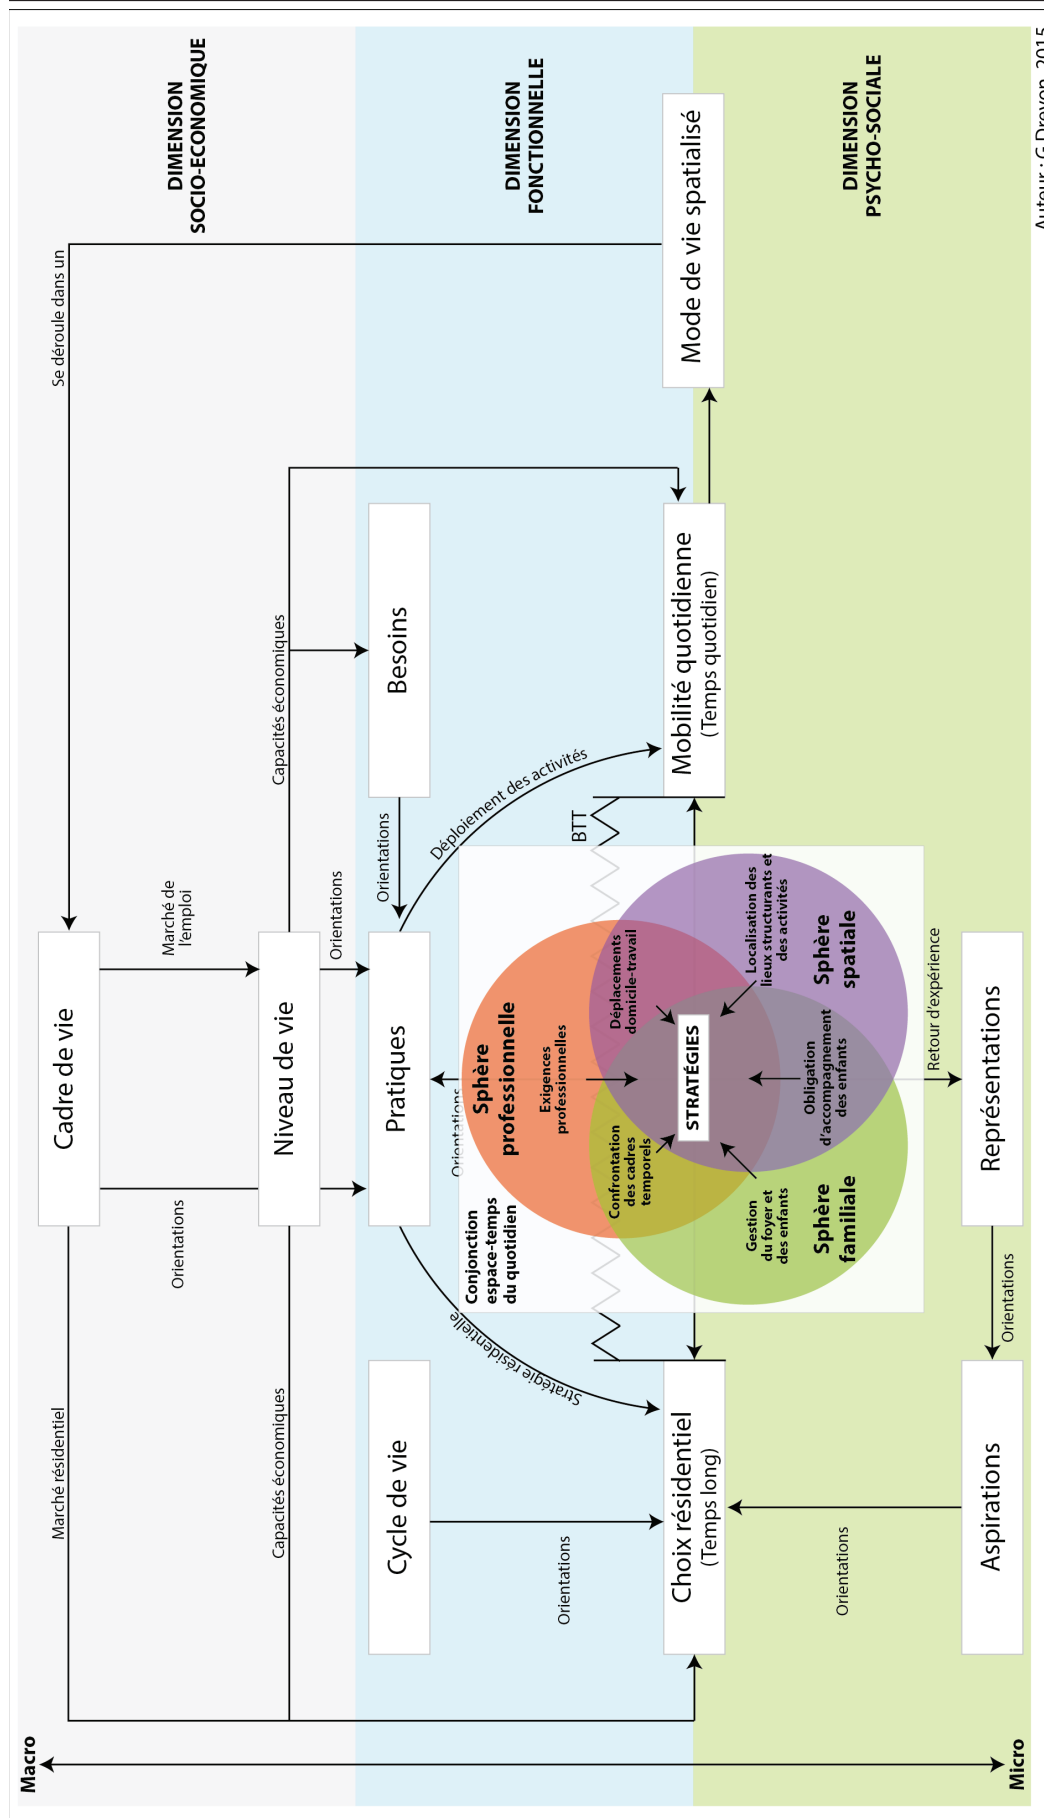 Macro
Micro
DIMENSION
SOCIO-ECONOMIQUE
DIMENSION
FONCTIONNELLE
DIMENSION
PSYCHO-SOCIALE
Marché résidentiel
Cadre de vie
Se déroule dans un
Orientations
Marché de
l'emploi
Capacités économiques
Niveau de vie
Capacités économiques
Orientations
Cycle de vie
Pratiques
Orientations
Besoins
Stratégie résidentielle
Orientations
Déploiement des activités
Conjonction
espace-temps
du quotidien
Sphère
professionnelle
Exigences
professionnelles
BTT
Orientations
Confrontation
des cadres
temporels
Déplacements
domicile-travail
Choix résidentiel
(Temps long)
STRATÉGIES
Mobilité quotidienne
(Temps quotidien)
Mode de vie spatialisé
Gestion
du foyer et
des enfants
Localisation des
lieux structurants et
des activités
Obligation
d'accompagnement
des enfants
Sphère
familiale
Sphère
spatiale
Orientations
Retour d'expérience
Aspirations
Orientations
Représentations
Auteur : G.Drevon, 2015